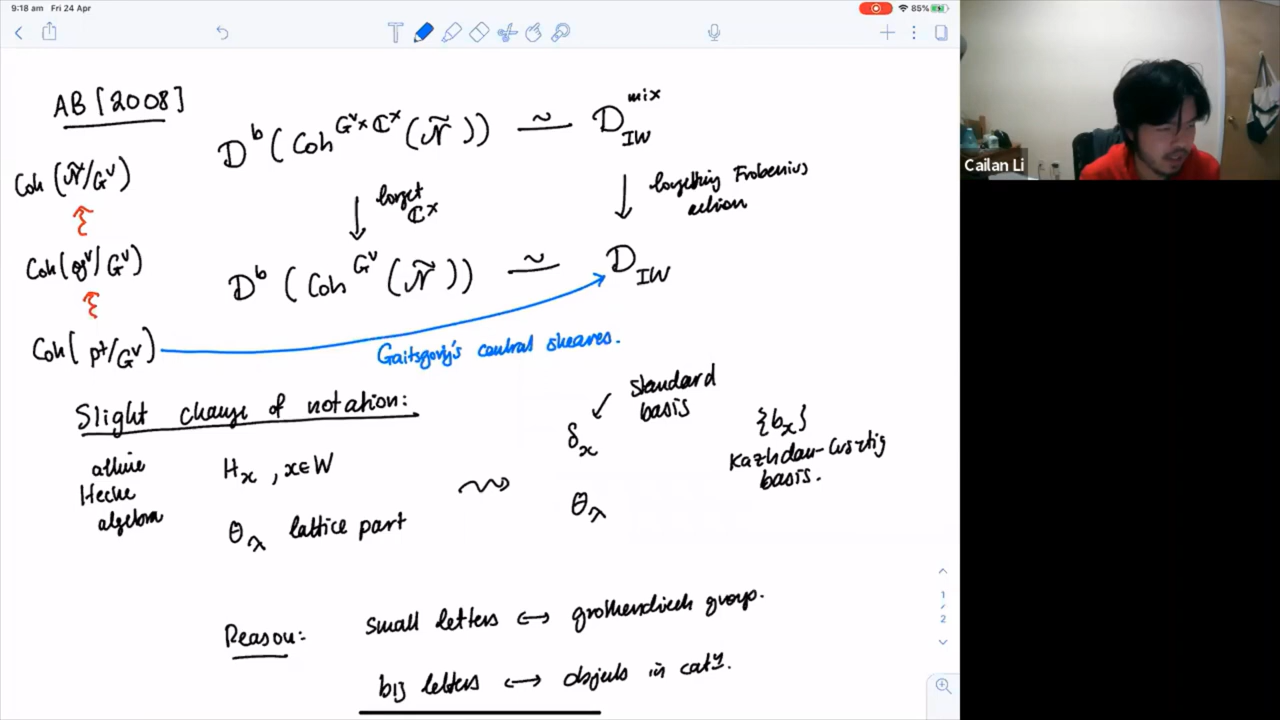 9:18 am Fri 24 Apr
85%
AB [2008]
D^b (Coh^{G^∨ × ℂ^×} (Ñ)) ≃ D^{mix}_{IW}
Coh (Ñ/G^∨)
forget ℂ^×
forgetting Frobenius action
Coh (𝔤^∨/G^∨)
D^b (Coh^{G^∨} (Ñ)) ≃ D_{IW}
Coh( pt/G^∨)
Gaitsgory's central sheaves.
Slight change of notation:
standard basis
affine Hecke algebra
H_x , x∈W
δ_x
{b_x}
Kazhdan-Lusztig basis.
θ_λ lattice part
θ_λ
Reason:
small letters ↔ grothendieck group.
big letters ↔ objects in cat^y.
Cailan Li
1
/
2